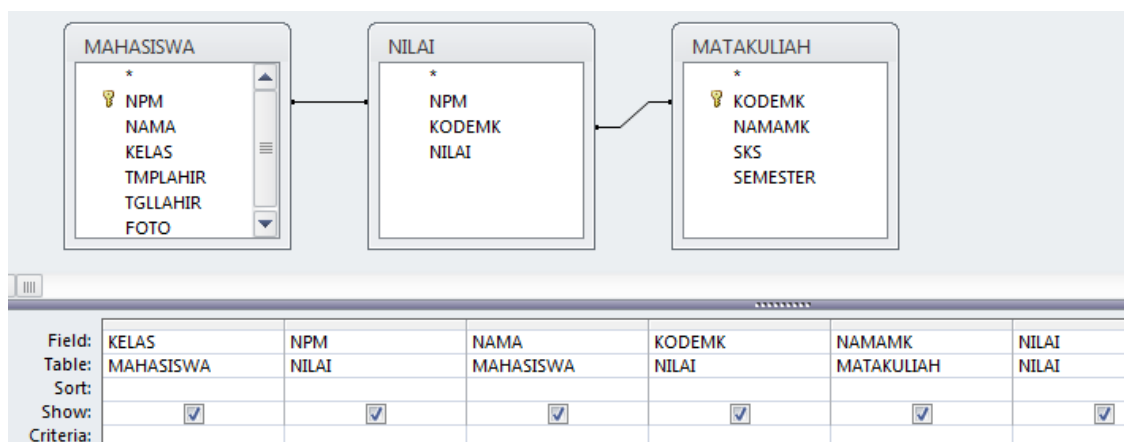 MAHASISWA NILAI MATAKULIAH
* * *
NPM NPM KODEMK
NAMA KODEMK NAMAMK
KELAS NILAI SKS
TMPLAHIR SEMESTER
TGLLAHIR
FOTO
Field: KELAS NPM NAMA KODEMK NAMAMK NILAI
Table: MAHASISWA NILAI MAHASISWA NILAI MATAKULIAH NILAI
Sort:
Show:
Criteria: